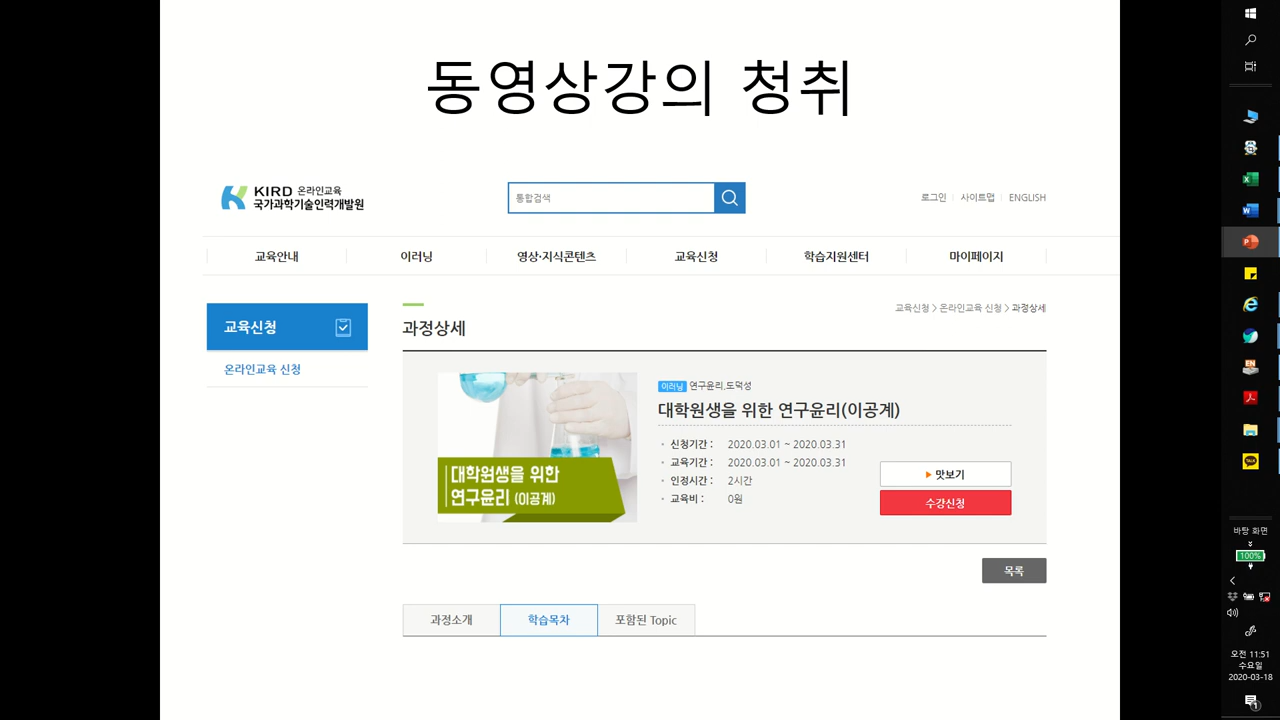 동영상강의 청취
KIRD 온라인교육
국가과학기술인력개발원
통합검색
로그인 사이트맵 ENGLISH
교육안내 이러닝 영상·지식콘텐츠 교육신청 학습지원센터 마이페이지
교육신청
온라인교육 신청
교육신청 > 온라인교육 신청 > 과정상세
과정상세
대학원생을 위한
연구윤리 (이공계)
이러닝 연구윤리,도덕성
대학원생을 위한 연구윤리(이공계)
신청기간 : 2020.03.01 ~ 2020.03.31
교육기간 : 2020.03.01 ~ 2020.03.31
인정시간 : 2시간
교육비 : 0원
맛보기
수강신청
목록
과정소개 학습목차 포함된 Topic
바탕 화면
100%
오전 11:51
수요일
2020-03-18
1
EN
TALK